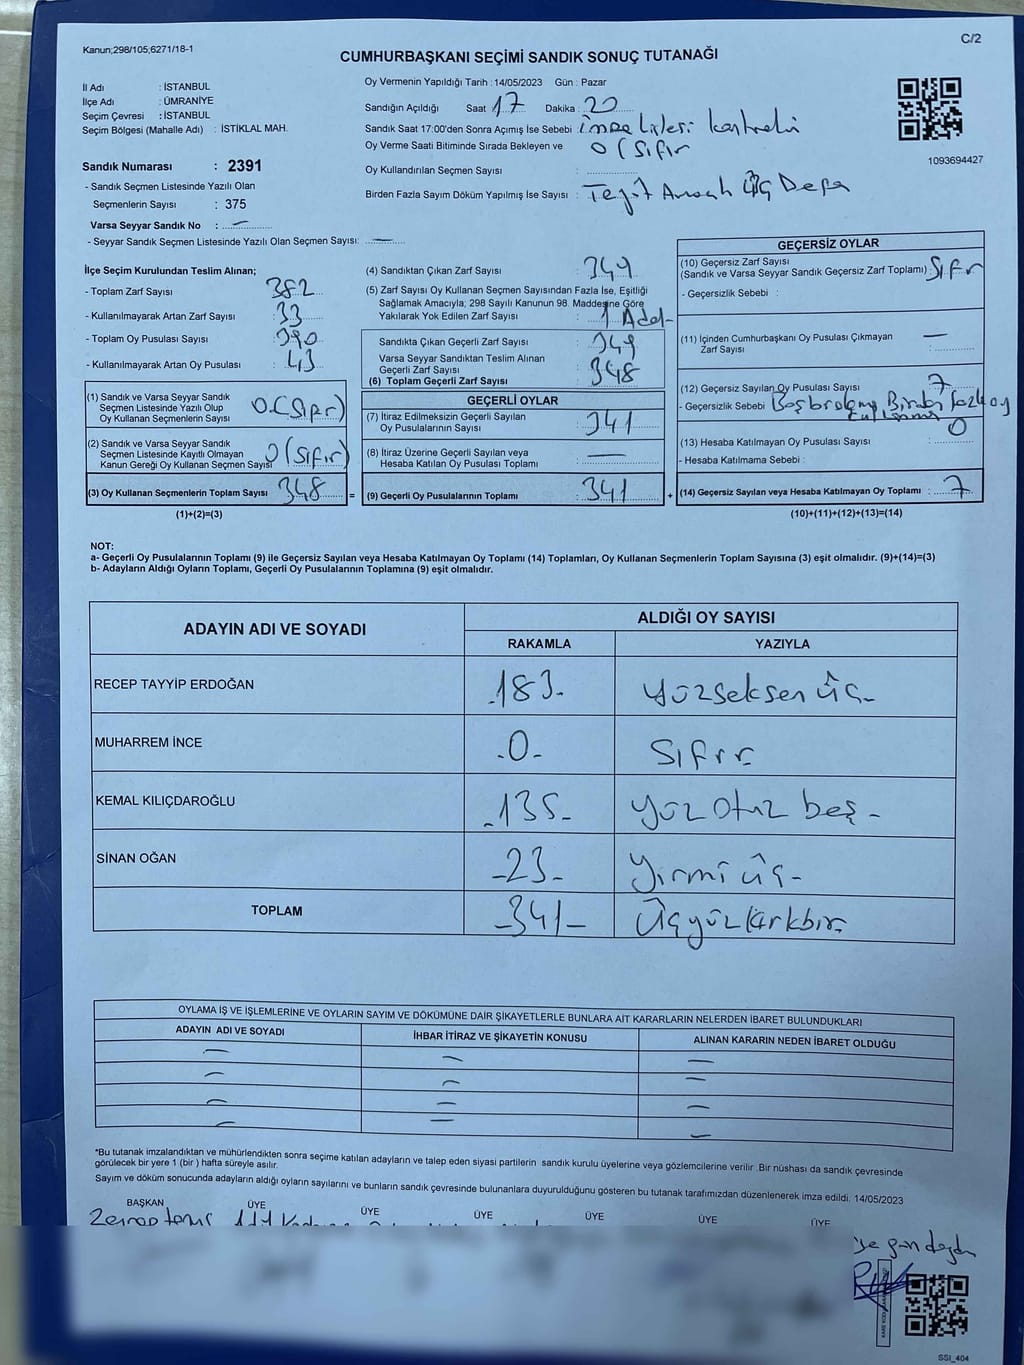 Kanun;298/105;6271/18-1
C/2
CUMHURBAŞKANI SEÇİMİ SANDIK SONUÇ TUTANAĞI
İl Adı : İSTANBUL
İlçe Adı : ÜMRANİYE
Seçim Çevresi : İSTANBUL
Seçim Bölgesi (Mahalle Adı) : İSTİKLAL MAH.
Oy Vermenin Yapıldığı Tarih : 14/05/2023 Gün : Pazar
Sandığın Açıldığı Saat 17 Dakika : 20
Sandık Saat 17:00'den Sonra Açımış İse Sebebi imza Listesi kontrolü
Oy Verme Saati Bitiminde Sırada Bekleyen ve
Oy Kullandırılan Seçmen Sayısı : 0 (Sıfır
Birden Fazla Sayım Döküm Yapılmış İse Sayısı : Teyit Amaçlı Üç Defa
1093694427
Sandık Numarası : 2391
- Sandık Seçmen Listesinde Yazılı Olan
Seçmenlerin Sayısı : 375
Varsa Seyyar Sandık No : —
- Seyyar Sandık Seçmen Listesinde Yazılı Olan Seçmen Sayısı: —
İlçe Seçim Kurulundan Teslim Alınan;
- Toplam Zarf Sayısı : 382
- Kullanılmayarak Artan Zarf Sayısı : 33
- Toplam Oy Pusulası Sayısı : 390
- Kullanılmayarak Artan Oy Pusulası : 43
(1) Sandık ve Varsa Seyyar Sandık
Seçmen Listesinde Yazılı Olup
Oy Kullanan Seçmenlerin Sayısı 0.(Sıfır)
(2) Sandık ve Varsa Seyyar Sandık
Seçmen Listesinde Kayıtlı Olmayan
Kanun Gereği Oy Kullanan Seçmen Sayısı 0 (Sıfır)
(3) Oy Kullanan Seçmenlerin Toplam Sayısı 348 =
(1)+(2)=(3)
(4) Sandıktan Çıkan Zarf Sayısı : 349
(5) Zarf Sayısı Oy Kullanan Seçmen Sayısından Fazla İse, Eşitliği
Sağlamak Amacıyla; 298 Sayılı Kanunun 98. Maddesine Göre
Yakılarak Yok Edilen Zarf Sayısı : 1 Adet-
Sandıkta Çıkan Geçerli Zarf Sayısı : 349
Varsa Seyyar Sandıktan Teslim Alınan
Geçerli Zarf Sayısı
(6) Toplam Geçerli Zarf Sayısı : 348
GEÇERLİ OYLAR
(7) İtiraz Edilmeksizin Geçerli Sayılan
Oy Pusulalarının Sayısı : 341
(8) İtiraz Üzerine Geçerli Sayılan veya
Hesaba Katılan Oy Pusulası Toplamı : —
(9) Geçerli Oy Pusulalarının Toplamı : 341 +
GEÇERSİZ OYLAR
(10) Geçersiz Zarf Sayısı
(Sandık ve Varsa Seyyar Sandık Geçersiz Zarf Toplamı) : Sıfır
- Geçersizlik Sebebi :
(11) İçinden Cumhurbaşkanı Oy Pusulası Çıkmayan
Zarf Sayısı : —
(12) Geçersiz Sayılan Oy Pusulası Sayısı : 7
- Geçersizlik Sebebi Birden fazla oy
(13) Hesaba Katılmayan Oy Pusulası Sayısı : 0
- Hesaba Katılmama Sebebi :
(14) Geçersiz Sayılan veya Hesaba Katılmayan Oy Toplamı : 7
(10)+(11)+(12)+(13)=(14)
NOT:
a- Geçerli Oy Pusulalarının Toplamı (9) ile Geçersiz Sayılan veya Hesaba Katılmayan Oy Toplamı (14) Toplamları, Oy Kullanan Seçmenlerin Toplam Sayısına (3) eşit olmalıdır. (9)+(14)=(3)
b- Adayların Aldığı Oyların Toplamı, Geçerli Oy Pusulalarının Toplamına (9) eşit olmalıdır.
ADAYIN ADI VE SOYADI ALDIĞI OY SAYISI
RAKAMLA YAZIYLA
RECEP TAYYİP ERDOĞAN -183- Yüzseksen üç-
MUHARREM İNCE -0- Sıfır
KEMAL KILIÇDAROĞLU -135- Yüz Otuz beş-
SİNAN OĞAN -23- Yirmi üç-
TOPLAM -341- Üçyüzkırkbir
OYLAMA İŞ VE İŞLEMLERİNE VE OYLARIN SAYIM VE DÖKÜMÜNE DAİR ŞİKAYETLERLE BUNLARA AİT KARARLARIN NELERDEN İBARET BULUNDUKLARI
ADAYIN ADI VE SOYADI İHBAR İTİRAZ VE ŞİKAYETİN KONUSU ALINAN KARARIN NEDEN İBARET OLDUĞU
*Bu tutanak imzalandıktan ve mühürlendikten sonra seçime katılan adayların ve talep eden siyasi partilerin sandık kurulu üyelerine veya gözlemcilerine verilir .Bir nüshası da sandık çevresinde
görülecek bir yere 1 (bir ) hafta süreyle asılır.
Sayım ve döküm sonucunda adayların aldığı oyların sayılarını ve bunların sandık çevresinde bulunanlara duyurulduğunu gösteren bu tutanak tarafımızdan düzenlenerek imza edildi. 14/05/2023
BAŞKAN ÜYE ÜYE ÜYE ÜYE ÜYE ÜYE
SSI_404